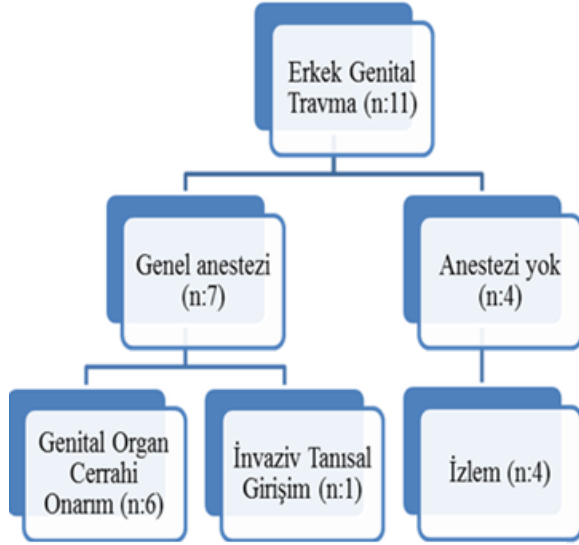 Erkek Genital
Travma (n:11)
Genel anestezi
(n:7)
Anestezi yok
(n:4)
Genital Organ
Cerrahi
Onarım (n:6)
İnvaziv Tanısal
Girişim (n:1)
İzlem (n:4)